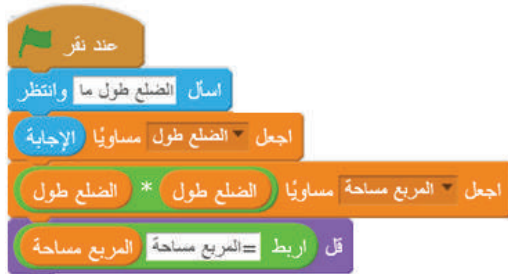 عند نقر
اسأل الضلع طول ما وانتظر
اجعل الضلع طول مساويًا الإجابة
اجعل المربع مساحة مساويًا الضلع طول * الضلع طول
قل اربط =المربع مساحة المربع مساحة